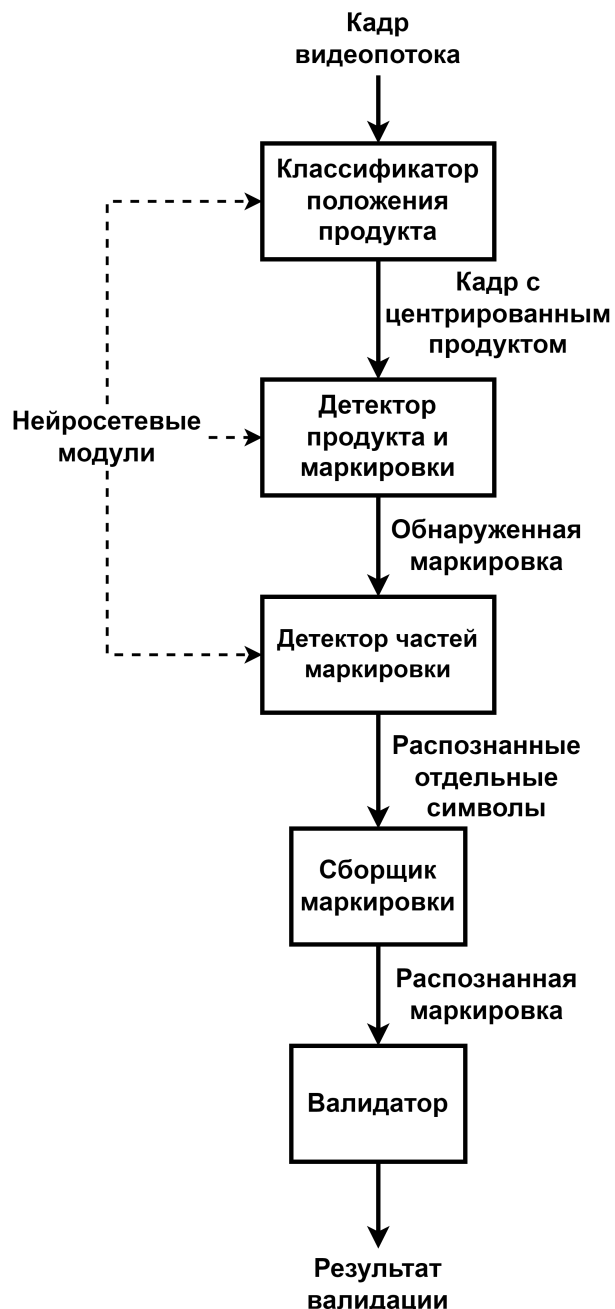 Кадр
видеопотока
Классификатор
положения
продукта
Кадр с
центрированным
продуктом
Нейросетевые
модули
Детектор
продукта и
маркировки
Обнаруженная
маркировка
Детектор частей
маркировки
Распознанные
отдельные
символы
Сборщик
маркировки
Распознанная
маркировка
Валидатор
Результат
валидации